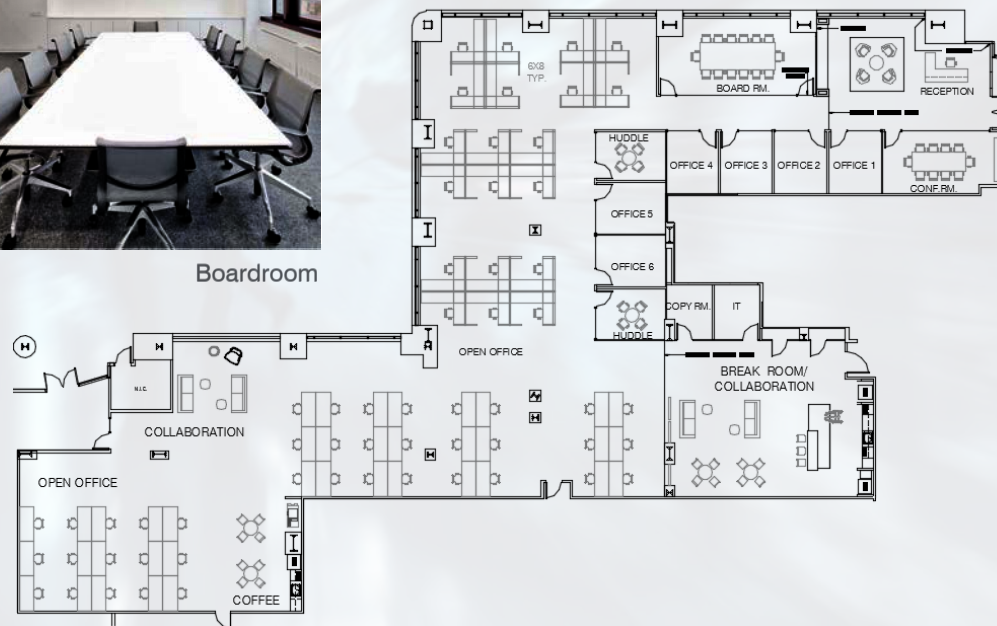 Boardroom
6X8
TYP.
BOARD RM.
RECEPTION
HUDDLE
OFFICE 4
OFFICE 3
OFFICE 2
OFFICE 1
CONF.RM.
OFFICE 5
OFFICE 6
HUDDLE
COPY RM.
IT
OPEN OFFICE
BREAK ROOM/
COLLABORATION
N.I.C.
COLLABORATION
OPEN OFFICE
COFFEE